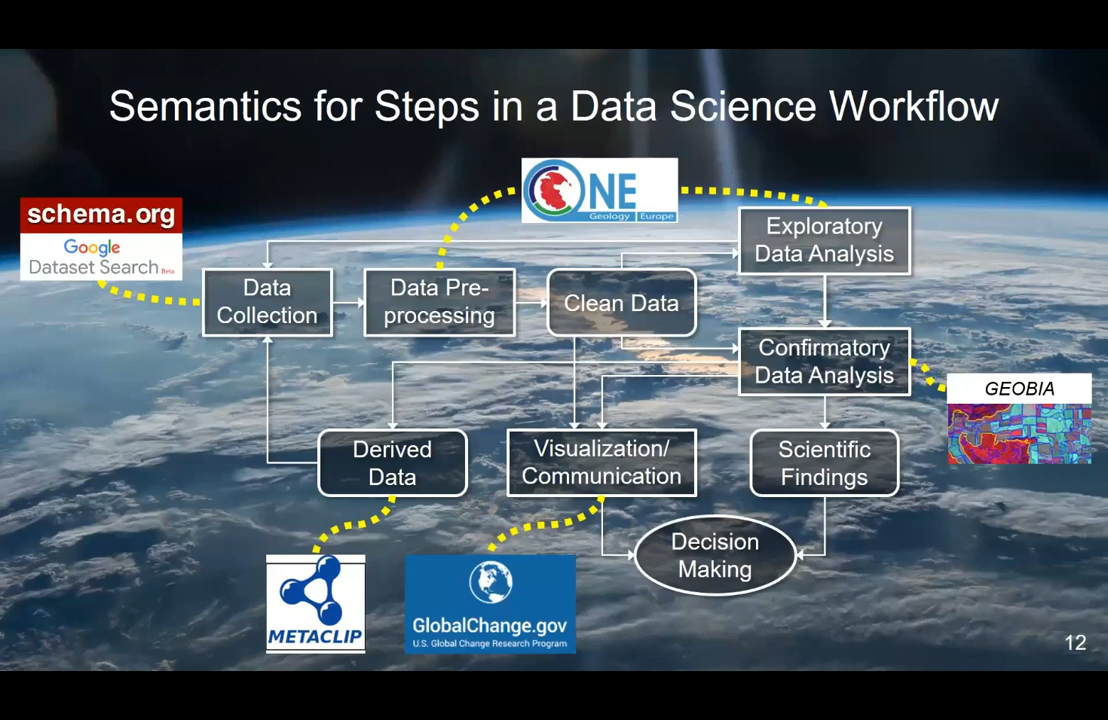 Semantics for Steps in a Data Science Workflow
NE
Geology | Europe
schema.org
Google
Dataset Search Beta
Exploratory
Data Analysis
Data
Collection
Data Pre-
processing
Clean Data
Confirmatory
Data Analysis
GEOBIA
Derived
Data
Visualization/
Communication
Scientific
Findings
Decision
Making
METACLIP
GlobalChange.gov
U.S. Global Change Research Program
12